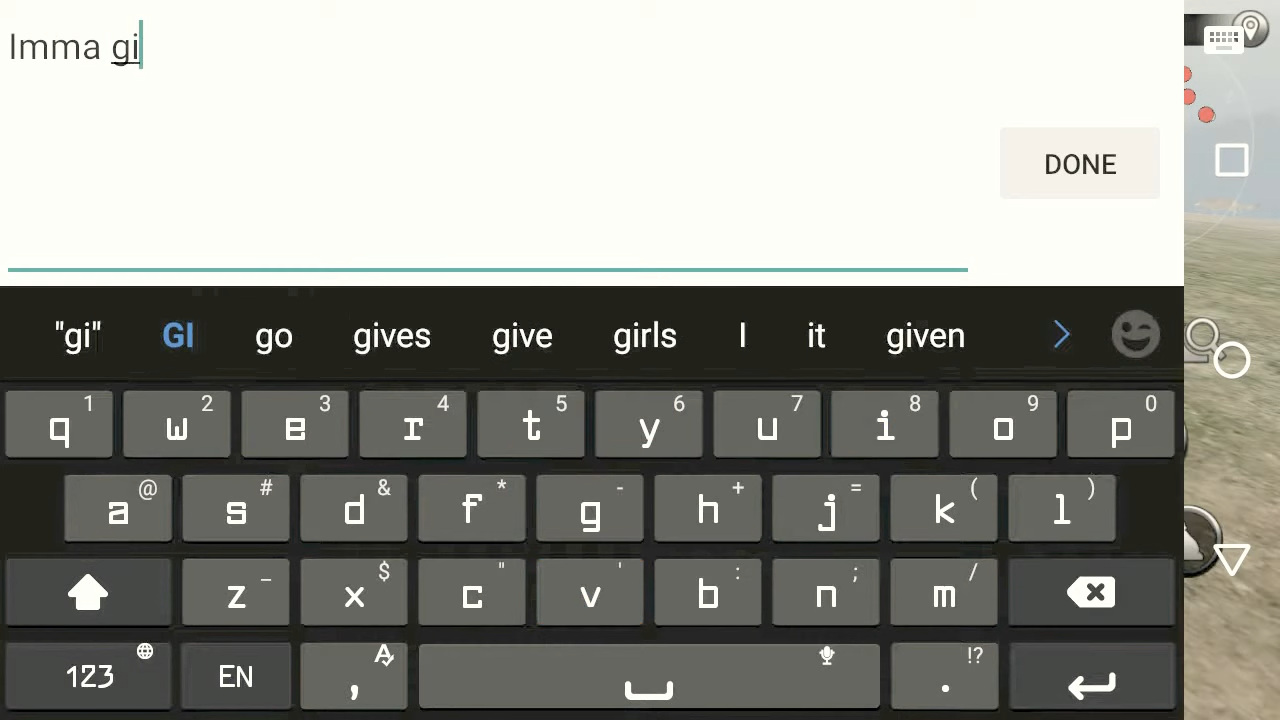 Imma gi
DONE
"gi" GI go gives give girls I it given
q 1 w 2 e 3 r 4 t 5 y 6 u 7 i 8 o 9 p 0
a @ s # d & f * g - h + j = k ( l )
z _ x $ c " v ' b : n ; m /
123 EN , . !?